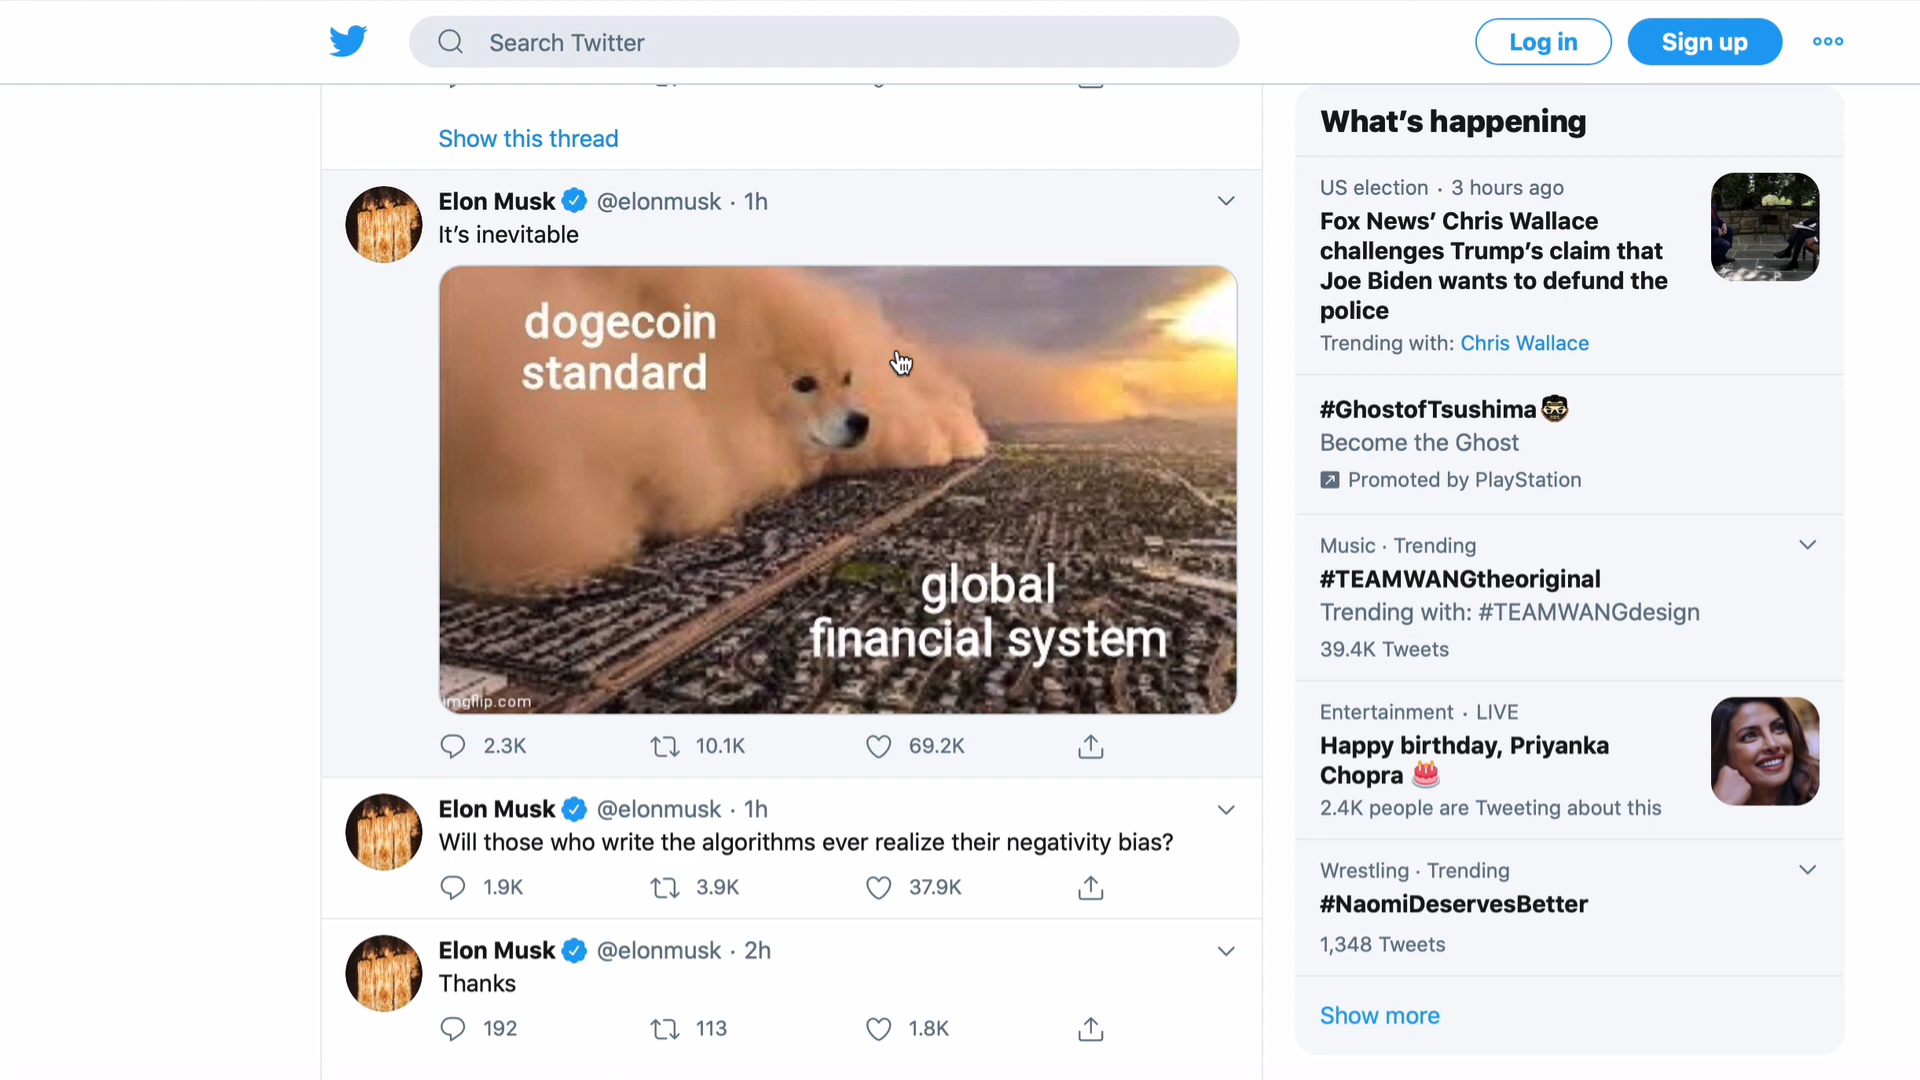 Search Twitter
Log in
Sign up
Show this thread
Elon Musk @elonmusk · 1h
It’s inevitable
dogecoin
standard
global
financial system
imgflip.com
2.3K 10.1K 69.2K
Elon Musk @elonmusk · 1h
Will those who write the algorithms ever realize their negativity bias?
1.9K 3.9K 37.9K
Elon Musk @elonmusk · 2h
Thanks
192 113 1.8K
What’s happening
US election · 3 hours ago
Fox News’ Chris Wallace
challenges Trump’s claim that
Joe Biden wants to defund the
police
Trending with: Chris Wallace
#GhostofTsushima
Become the Ghost
Promoted by PlayStation
Music · Trending
#TEAMWANGtheoriginal
Trending with: #TEAMWANGdesign
39.4K Tweets
Entertainment · LIVE
Happy birthday, Priyanka
Chopra 🎂
2.4K people are Tweeting about this
Wrestling · Trending
#NaomiDeservesBetter
1,348 Tweets
Show more